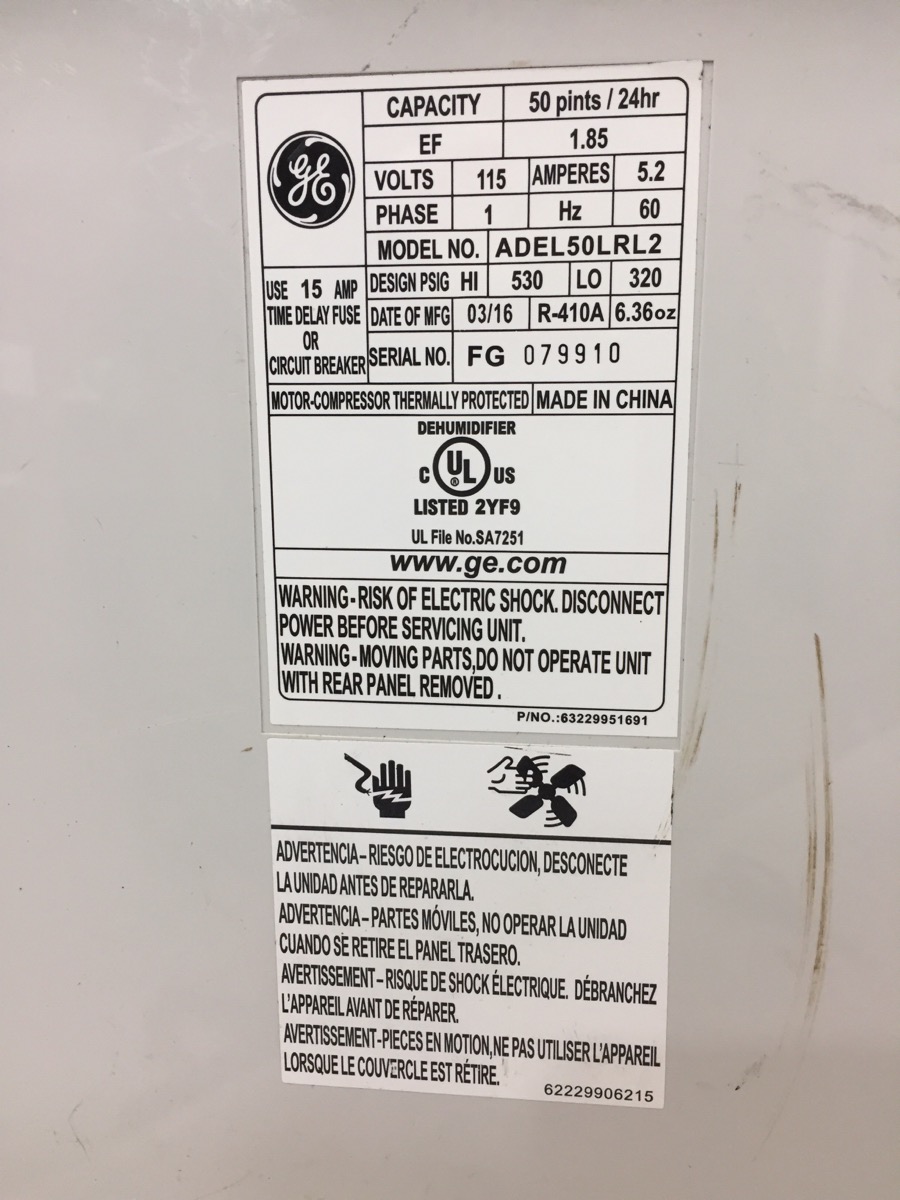 GE
CAPACITY 50 pints / 24hr
EF 1.85
VOLTS 115 AMPERES 5.2
PHASE 1 Hz 60
MODEL NO. ADEL50LRL2
USE 15 AMP
TIME DELAY FUSE
OR
CIRCUIT BREAKER
DESIGN PSIG HI 530 LO 320
DATE OF MFG 03/16 R-410A 6.36oz
SERIAL NO. FG 079910
MOTOR-COMPRESSOR THERMALLY PROTECTED MADE IN CHINA
DEHUMIDIFIER
C UL ® US
LISTED 2YF9
UL File No.SA7251
www.ge.com
WARNING-RISK OF ELECTRIC SHOCK. DISCONNECT
POWER BEFORE SERVICING UNIT.
WARNING-MOVING PARTS,DO NOT OPERATE UNIT
WITH REAR PANEL REMOVED .
P/NO.:63229951691
ADVERTENCIA–RIESGO DE ELECTROCUCION, DESCONECTE
LA UNIDAD ANTES DE REPARARLA.
ADVERTENCIA–PARTES MÓVILES, NO OPERAR LA UNIDAD
CUANDO SE RETIRE EL PANEL TRASERO.
AVERTISSEMENT–RISQUE DE SHOCK ÉLECTRIQUE. DÉBRANCHEZ
L'APPAREIL AVANT DE RÉPARER.
AVERTISSEMENT-PIECES EN MOTION,NE PAS UTILISER L'APPAREIL
LORSQUE LE COUVERCLE EST RÉTIRE.
62229906215